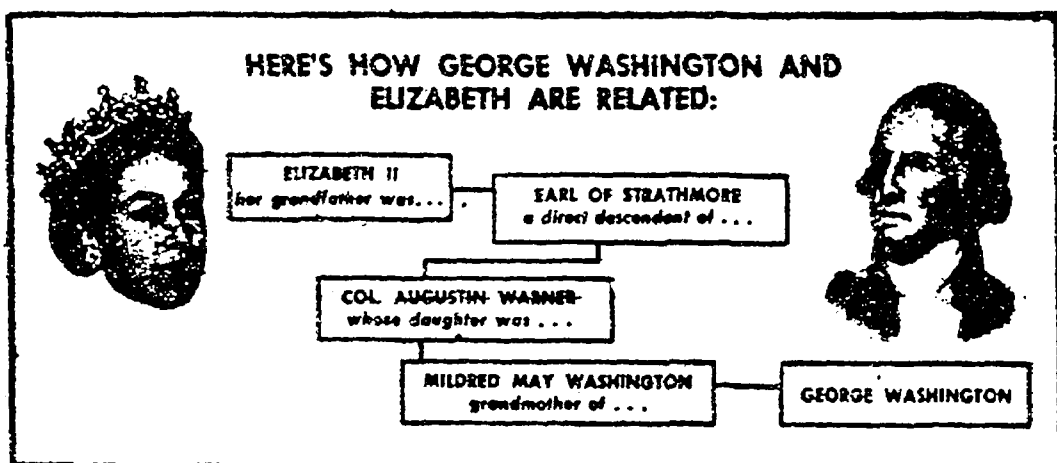 HERE'S HOW GEORGE WASHINGTON AND
ELIZABETH ARE RELATED:
ELIZABETH II
her grandfather was. . .
EARL OF STRATHMORE
a direct descendent of . . .
COL. AUGUSTIN WARNER
whose daughter was . . .
MILDRED MAY WASHINGTON
grandmother of . . .
GEORGE WASHINGTON